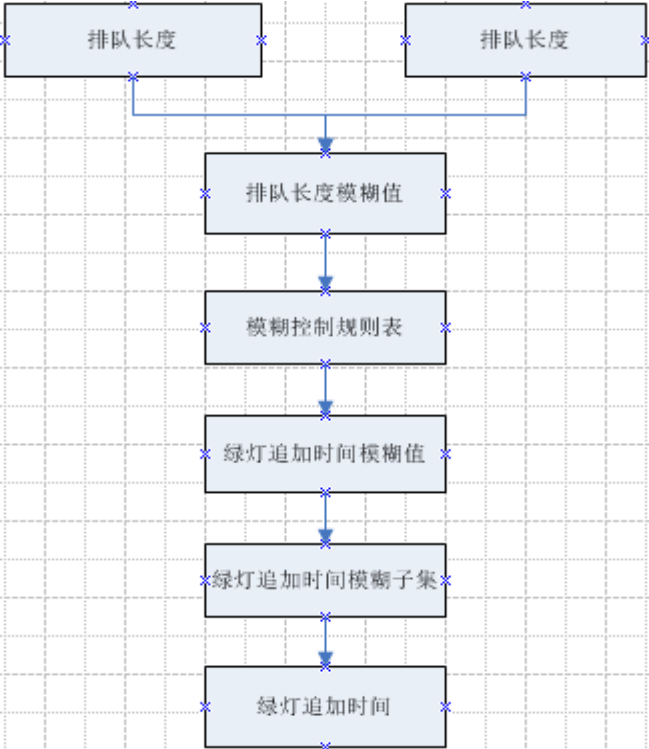 排队长度
排队长度
排队长度模糊值
模糊控制规则表
绿灯追加时间模糊值
绿灯追加时间模糊子集
绿灯追加时间